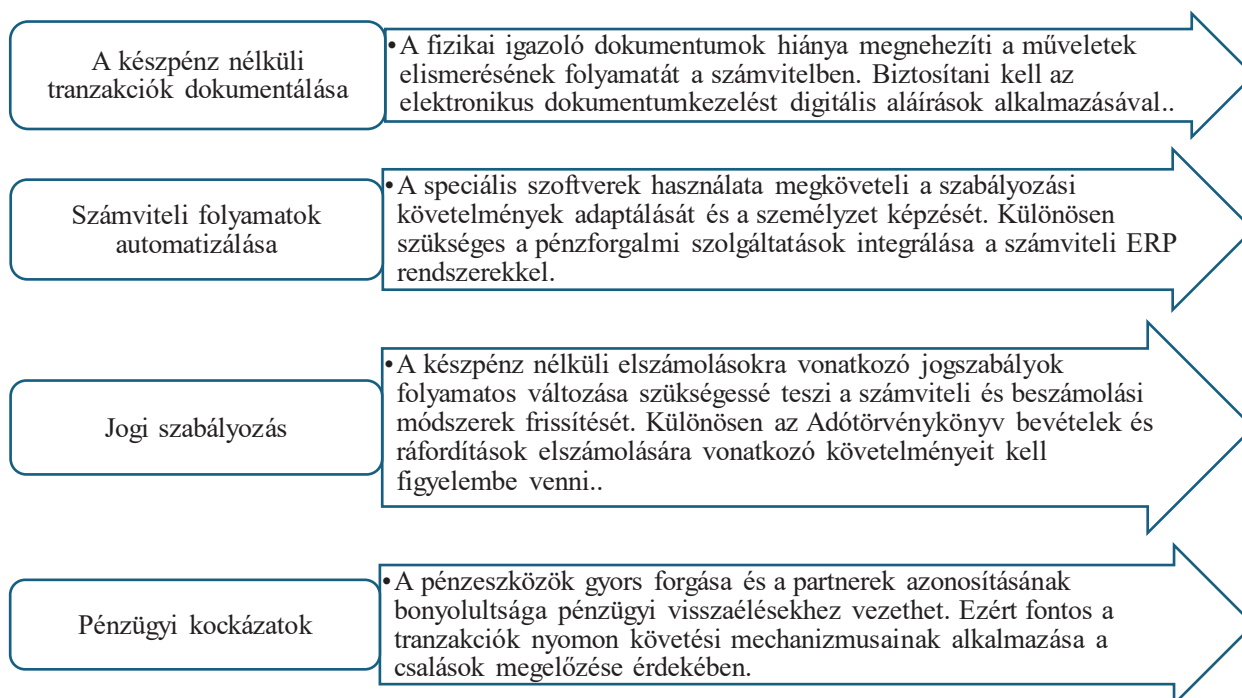 A készpénz nélküli
tranzakciók dokumentálása
•A fizikai igazoló dokumentumok hiánya megnehezíti a műveletek
elismerésének folyamatát a számvitelben. Biztosítani kell az
elektronikus dokumentumkezelést digitális aláírások alkalmazásával..
Számviteli folyamatok
automatizálása
•A speciális szoftverek használata megköveteli a szabályozási
követelmények adaptálását és a személyzet képzését. Különösen
szükséges a pénzforgalmi szolgáltatások integrálása a számviteli ERP
rendszerekkel.
Jogi szabályozás
•A készpénz nélküli elszámolásokra vonatkozó jogszabályok
folyamatos változása szükségessé teszi a számviteli és beszámolási
módszerek frissítését. Különösen az Adótörvénykönyv bevételek és
ráfordítások elszámolására vonatkozó követelményeit kell
figyelembe venni..
Pénzügyi kockázatok
•A pénzeszközök gyors forgása és a partnerek azonosításának
bonyolultsága pénzügyi visszaélésekhez vezethet. Ezért fontos a
tranzakciók nyomon követési mechanizmusainak alkalmazása a
csalások megelőzése érdekében.